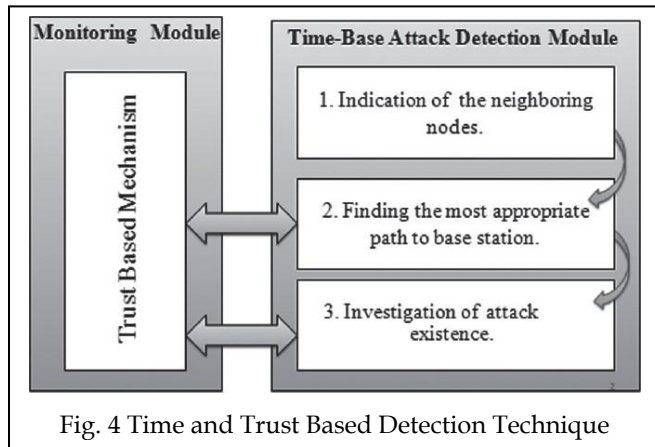 Monitoring Module
Trust Based Mechanism
Time-Base Attack Detection Module
1. Indication of the neighboring
nodes.
2. Finding the most appropriate
path to base station.
3. Investigation of attack
existence.
2
Fig. 4 Time and Trust Based Detection Technique